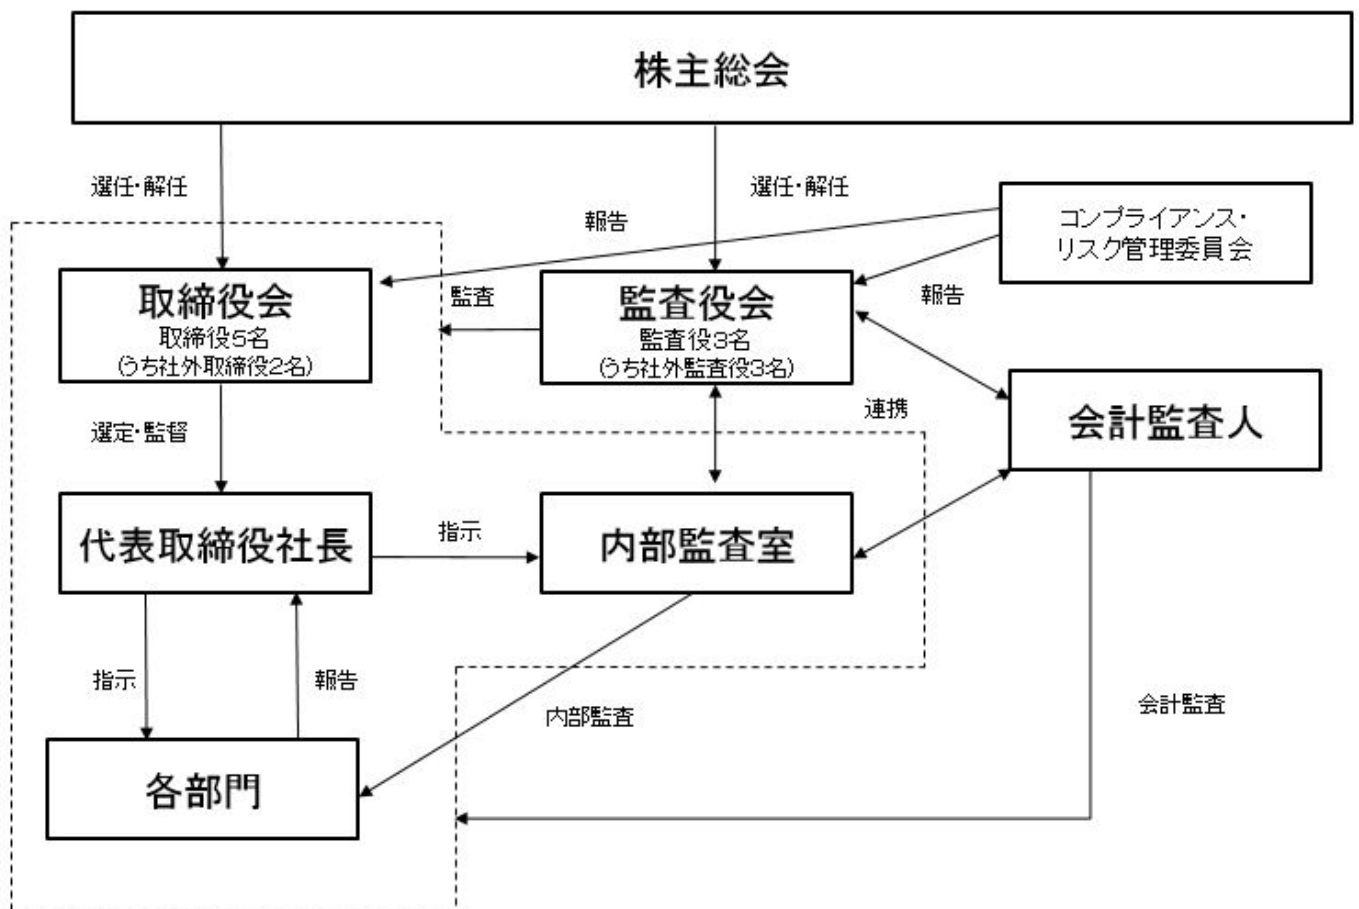 株主総会
選任・解任
選任・解任
コンプライアンス・
リスク管理委員会
報告
取締役会
取締役5名
(うち社外取締役2名)
監査
監査役会
監査役3名
(うち社外監査役3名)
報告
会計監査人
選定・監督
連携
代表取締役社長
指示
内部監査室
指示
報告
内部監査
会計監査
各部門